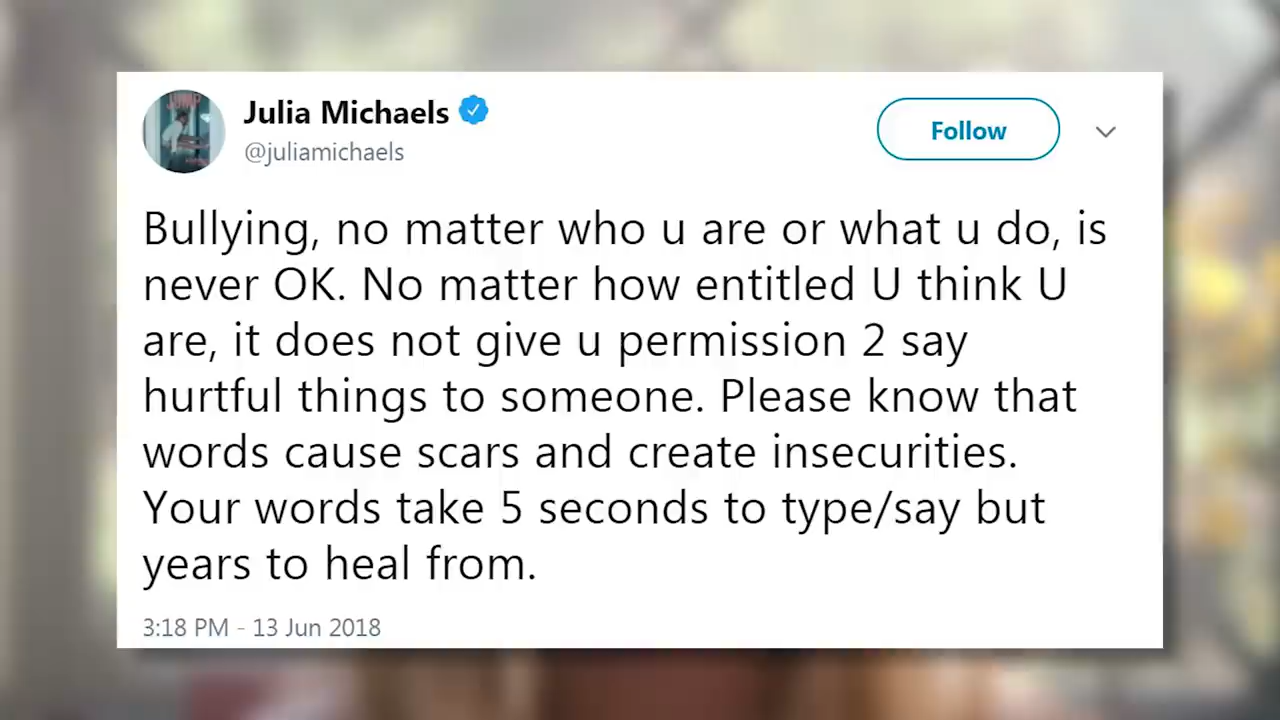 Julia Michaels
@juliamichaels
Follow
Bullying, no matter who u are or what u do, is
never OK. No matter how entitled U think U
are, it does not give u permission 2 say
hurtful things to someone. Please know that
words cause scars and create insecurities.
Your words take 5 seconds to type/say but
years to heal from.
3:18 PM - 13 Jun 2018